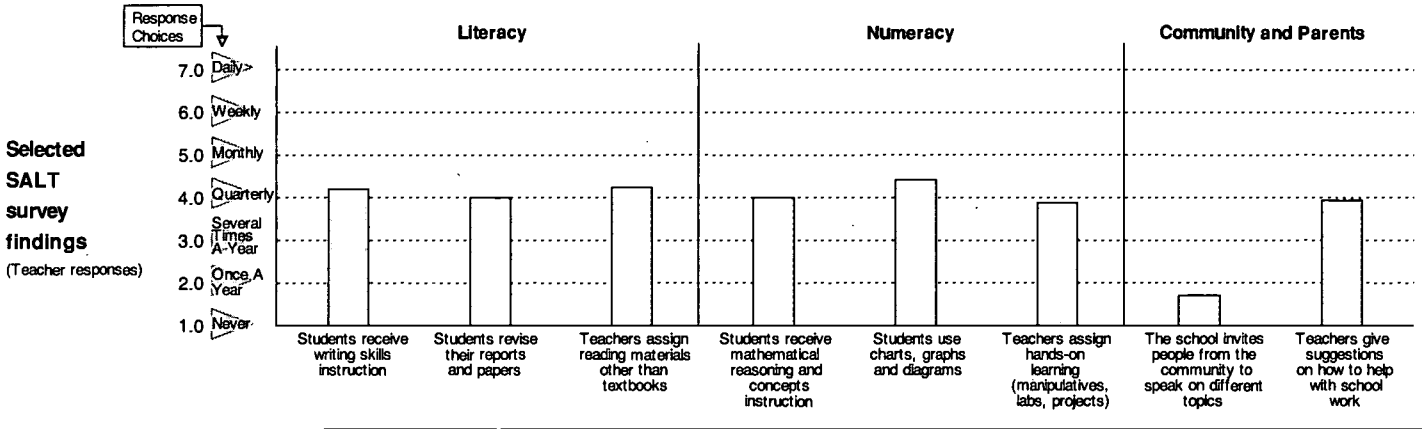 Response
Choices
Literacy
Numeracy
Community and Parents
7.0 Daily
6.0 Weekly
5.0 Monthly
4.0 Quarterly
3.0 Several
Times
A-Year
2.0 Once A
Year
1.0 Never
Selected
SALT
survey
findings
(Teacher responses)
Students receive
writing skills
instruction
Students revise
their reports
and papers
Teachers assign
reading materials
other than
textbooks
Students receive
mathematical
reasoning and
concepts
instruction
Students use
charts, graphs
and diagrams
Teachers assign
hands-on
learning
(manipulatives,
labs, projects)
The school invites
people from the
community to
speak on different
topics
Teachers give
suggestions
on how to help
with school
work